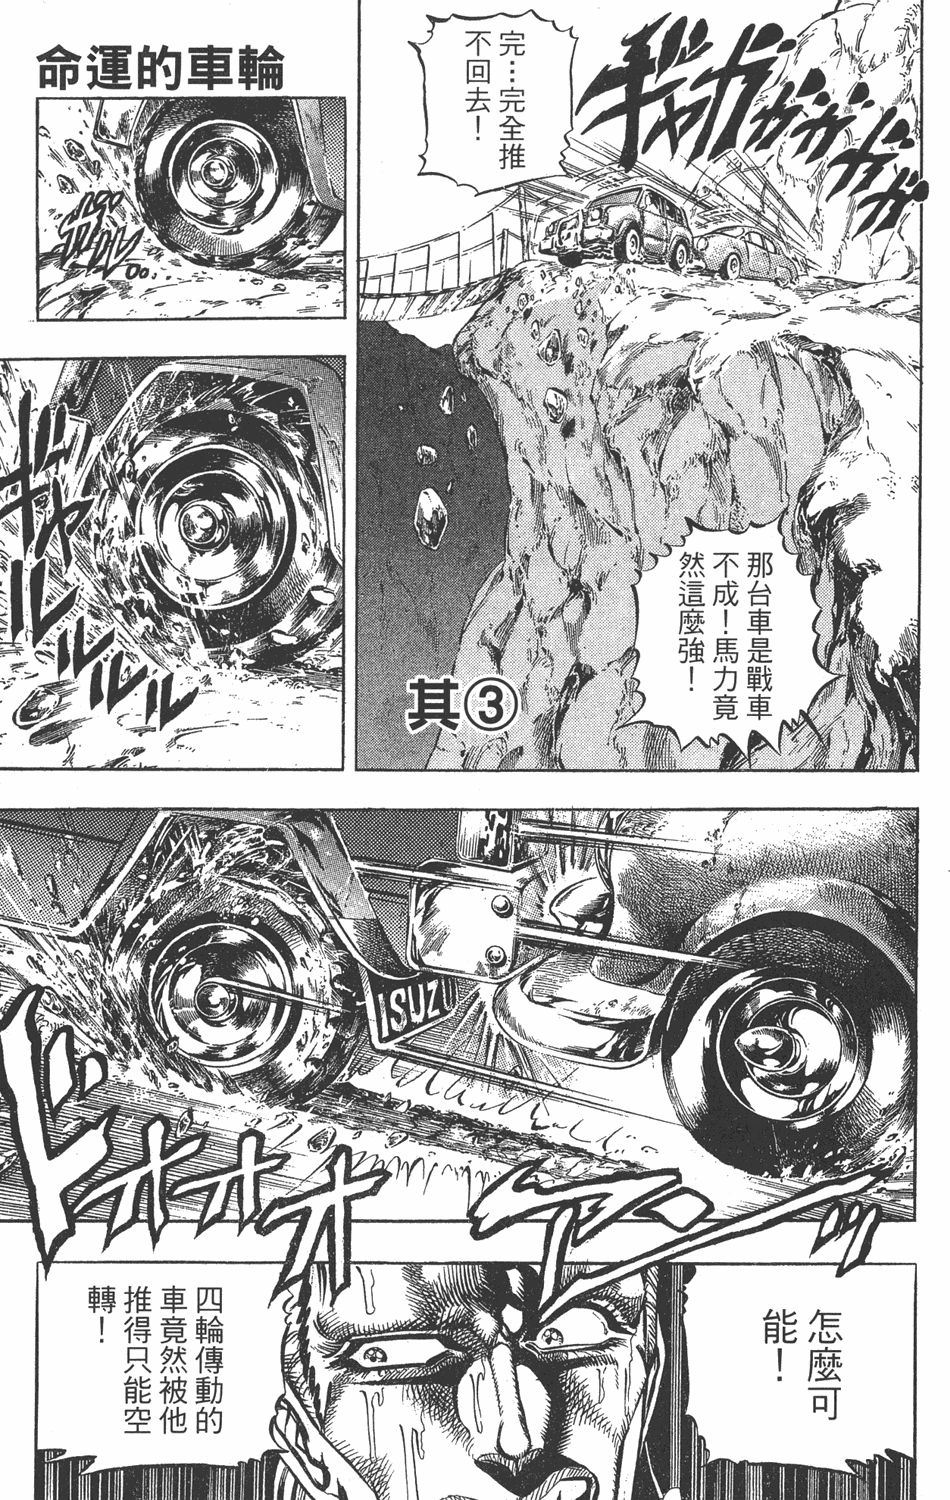 命運的車輪
其③
ギャガガガガガ
完…完全推
不回去！
那台車是戰車
不成！馬力竟
然這麼強！
ギャルルルル
ISUZU
ドオオオオン
怎麼可
能！
四輪傳動的
車竟然被他
推得只能空
轉！